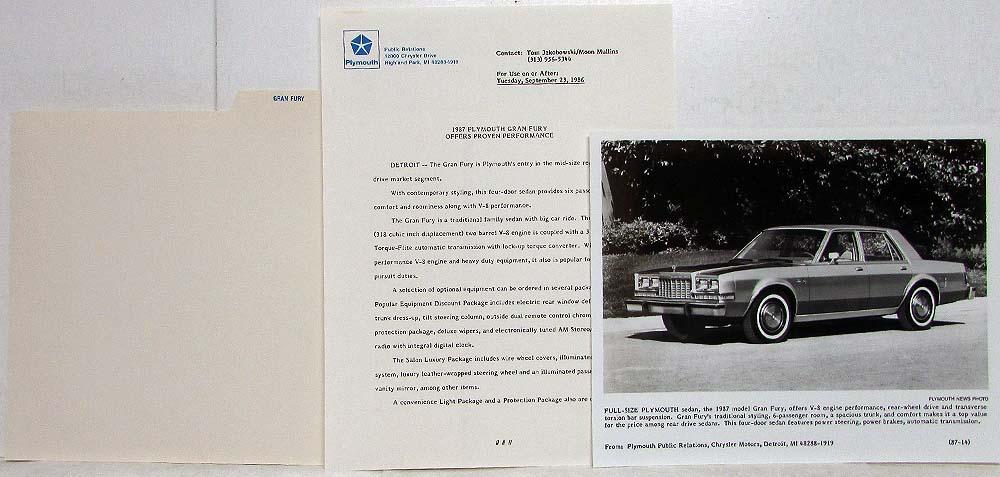 GRAN FURY
Plymouth
Public Relations
12000 Chrysler Drive
Highland Park, MI 48288-1919
Contact: Tom Jakobowski/Moon Mullins
(313) 956-5346
For Use on or After:
Tuesday, September 23, 1986
1987 PLYMOUTH GRAN FURY
OFFERS PROVEN PERFORMANCE
DETROIT -- The Gran Fury is Plymouth's entry in the mid-size
drive market segment.
With contemporary styling, this four-door sedan provides six
comfort and roominess along with V-8 performance.
The Gran Fury is a traditional family sedan with big car ride.
(318 cubic inch displacement) two barrel V-8 engine is coupled with a 3
Torque-Flite automatic transmission with lock-up torque converter.
performance V-8 engine and heavy duty equipment, it also is popular
pursuit duties.
A selection of optional equipment can be ordered in several
Popular Equipment Discount Package includes electric rear window
trunk dress-up, tilt steering column, outside dual remote control
protection package, deluxe wipers, and electronically tuned AM Stereo
radio with integral digital clock.
The Salon Luxury Package includes wire wheel covers,
system, luxury leather-wrapped steering wheel and an illuminated
vanity mirror, among other items.
A convenience Light Package and a Protection Package also are
PLYMOUTH NEWS PHOTO
FULL-SIZE PLYMOUTH sedan, the 1987 model Gran Fury, offers V-8 engine performance, rear-wheel drive and transverse
torsion bar suspension. Gran Fury's traditional styling, 6-passenger room, a spacious trunk, and comfort makes it a top value
for the price among rear drive sedans. This four-door sedan features power steering, power brakes, automatic transmission.
From: Plymouth Public Relations, Chrysler Motors, Detroit, MI 48288-1919 (87-14)